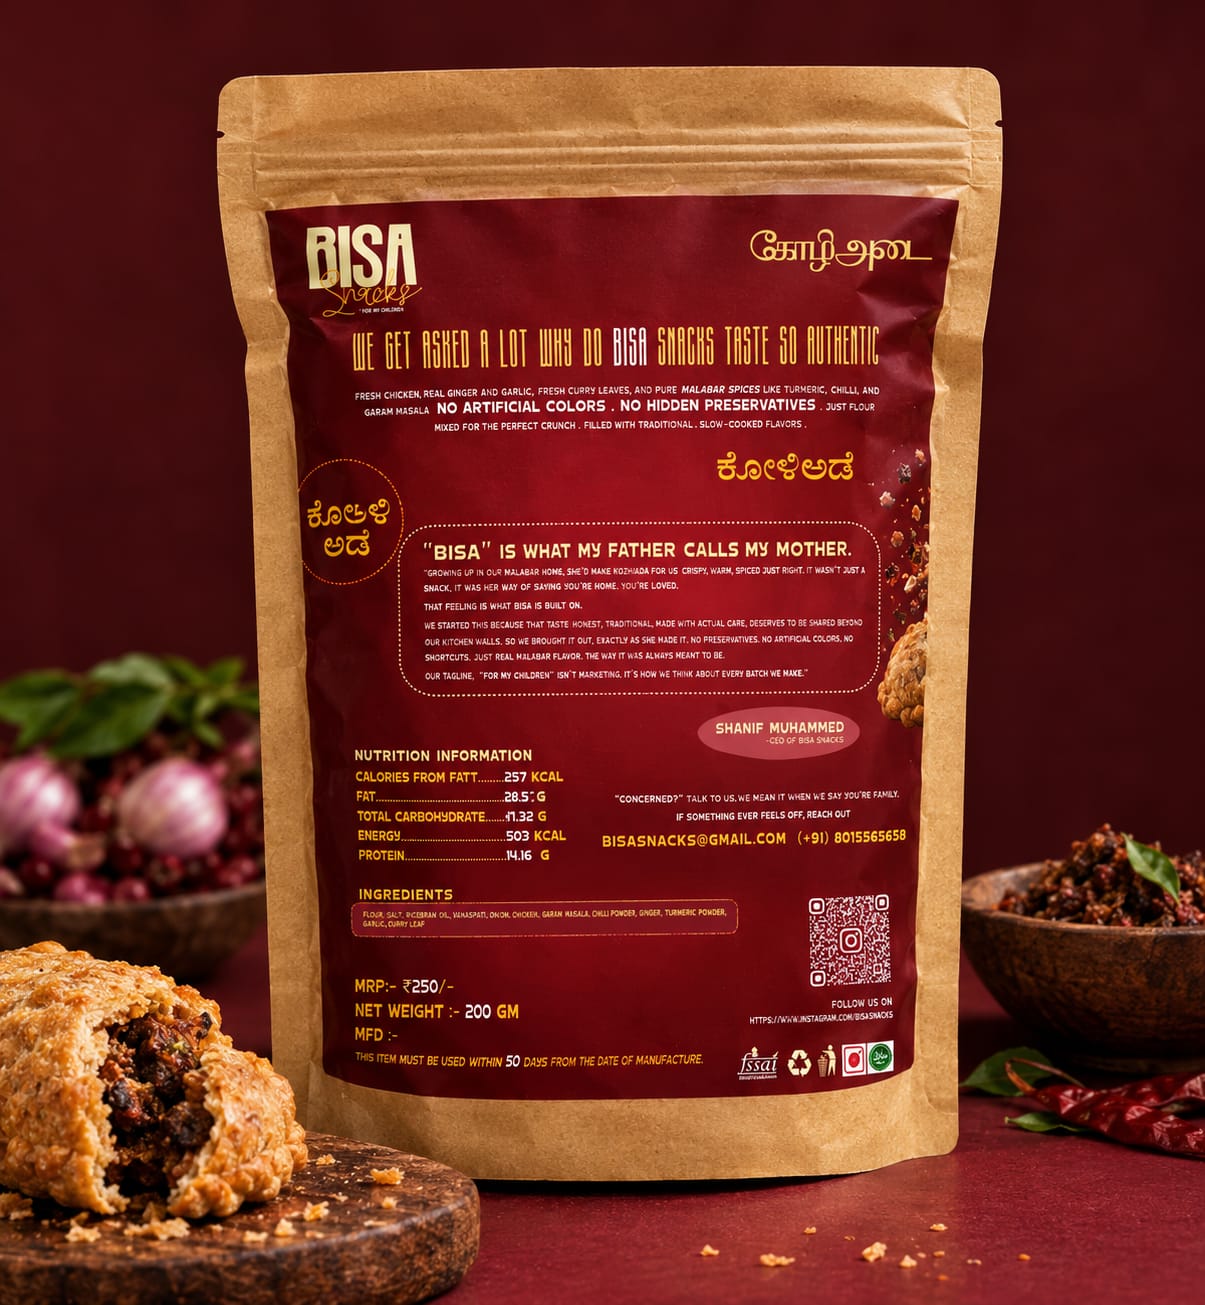 BISA
Snacks
"FOR MY CHILDREN
கோழிஅடை
WE GET ASKED A LOT WHY DO BISA SNACKS TASTE SO AUTHENTIC
FRESH CHICKEN, REAL GINGER AND GARLIC, FRESH CURRY LEAVES, AND PURE MALABAR SPICES LIKE TURMERIC, CHILLI, AND
GARAM MASALA NO ARTIFICIAL COLORS . NO HIDDEN PRESERVATIVES . JUST FLOUR
MIXED FOR THE PERFECT CRUNCH . FILLED WITH TRADITIONAL . SLOW-COOKED FLAVORS .
ಕೋಳಿಅಡೆ
ಅಡೆ
"BISA" IS WHAT MY FATHER CALLS MY MOTHER.
"GROWING UP IN OUR MALABAR HOME, SHE'D MAKE KOZHIADA FOR US CRISPY, WARM, SPICED JUST RIGHT. IT WASN'T JUST A
SNACK, IT WAS HER WAY OF SAYING YOU'RE HOME. YOU'RE LOVED.
THAT FEELING IS WHAT BISA IS BUILT ON.
WE STARTED THIS BECAUSE THAT TASTE HONEST, TRADITIONAL, MADE WITH ACTUAL CARE, DESERVES TO BE SHARED BEYOND
OUR KITCHEN WALLS. SO WE BROUGHT IT OUT, EXACTLY AS SHE MADE IT. NO PRESERVATIVES. NO ARTIFICIAL COLORS. NO
SHORTCUTS. JUST REAL MALABAR FLAVOR. THE WAY IT WAS ALWAYS MEANT TO BE.
OUR TAGLINE, "FOR MY CHILDREN" ISN'T MARKETING. IT'S HOW WE THINK ABOUT EVERY BATCH WE MAKE."
SHANIF MUHAMMED
-CEO OF BISA SNACKS
NUTRITION INFORMATION
CALORIES FROM FATT........257 KCAL
FAT............28.5 G
TOTAL CARBOHYDRATE......41.32 G
ENERGY............503 KCAL
PROTEIN............14.16 G
"CONCERNED?" TALK TO US. WE MEAN IT WHEN WE SAY YOU'RE FAMILY.
IF SOMETHING EVER FEELS OFF, REACH OUT
BISASNACKS@GMAIL.COM (+91) 8015565658
INGREDIENTS
FLOUR, SALT, RICEBRAN OIL, VANASPATI, ONION, CHICKEN, GARAM MASALA, CHILLI POWDER, GINGER, TURMERIC POWDER,
GARLIC, CURRY LEAF
MRP:- ₹250/-
NET WEIGHT :- 200 GM
MFD :-
THIS ITEM MUST BE USED WITHIN 50 DAYS FROM THE DATE OF MANUFACTURE.
FOLLOW US ON
HTTPS://WWW.INSTAGRAM.COM/BISASNACKS
fssai